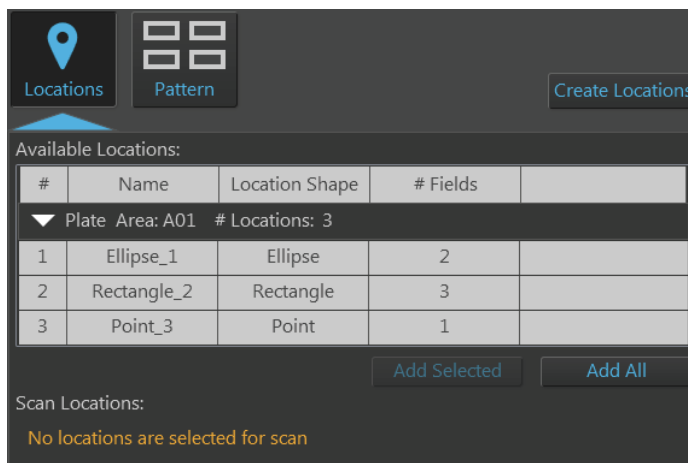 Locations Pattern
Create Locations
Available Locations:
# Name Location Shape # Fields
Plate Area: A01 # Locations: 3
1 Ellipse_1 Ellipse 2
2 Rectangle_2 Rectangle 3
3 Point_3 Point 1
Add Selected Add All
Scan Locations:
No locations are selected for scan